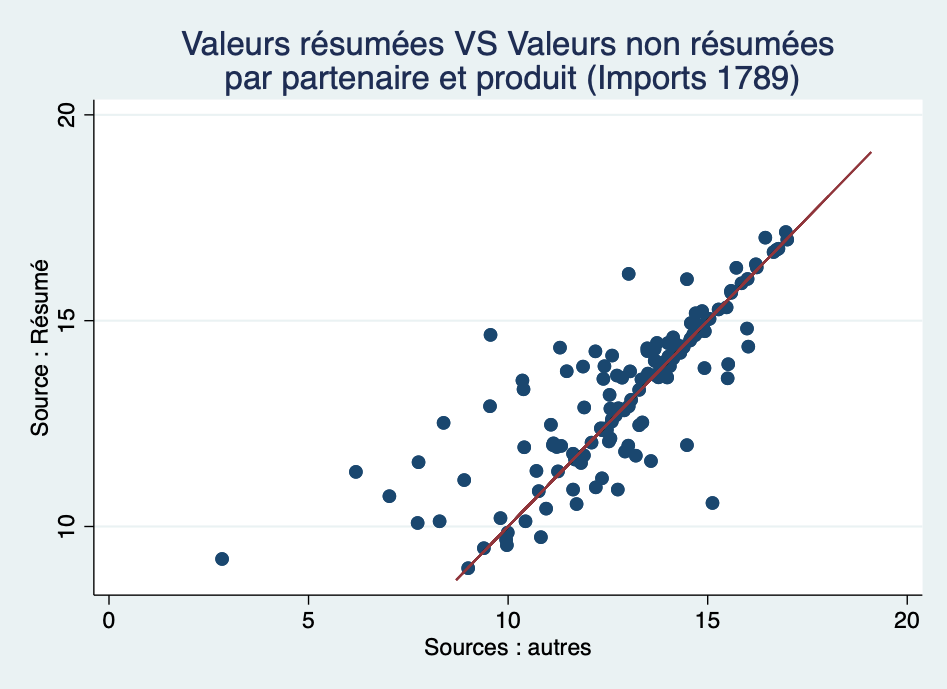 Valeurs résumées VS Valeurs non résumées
par partenaire et produit (Imports 1789)
20
15
10
Source : Résumé
0 5 10 15 20
Sources : autres